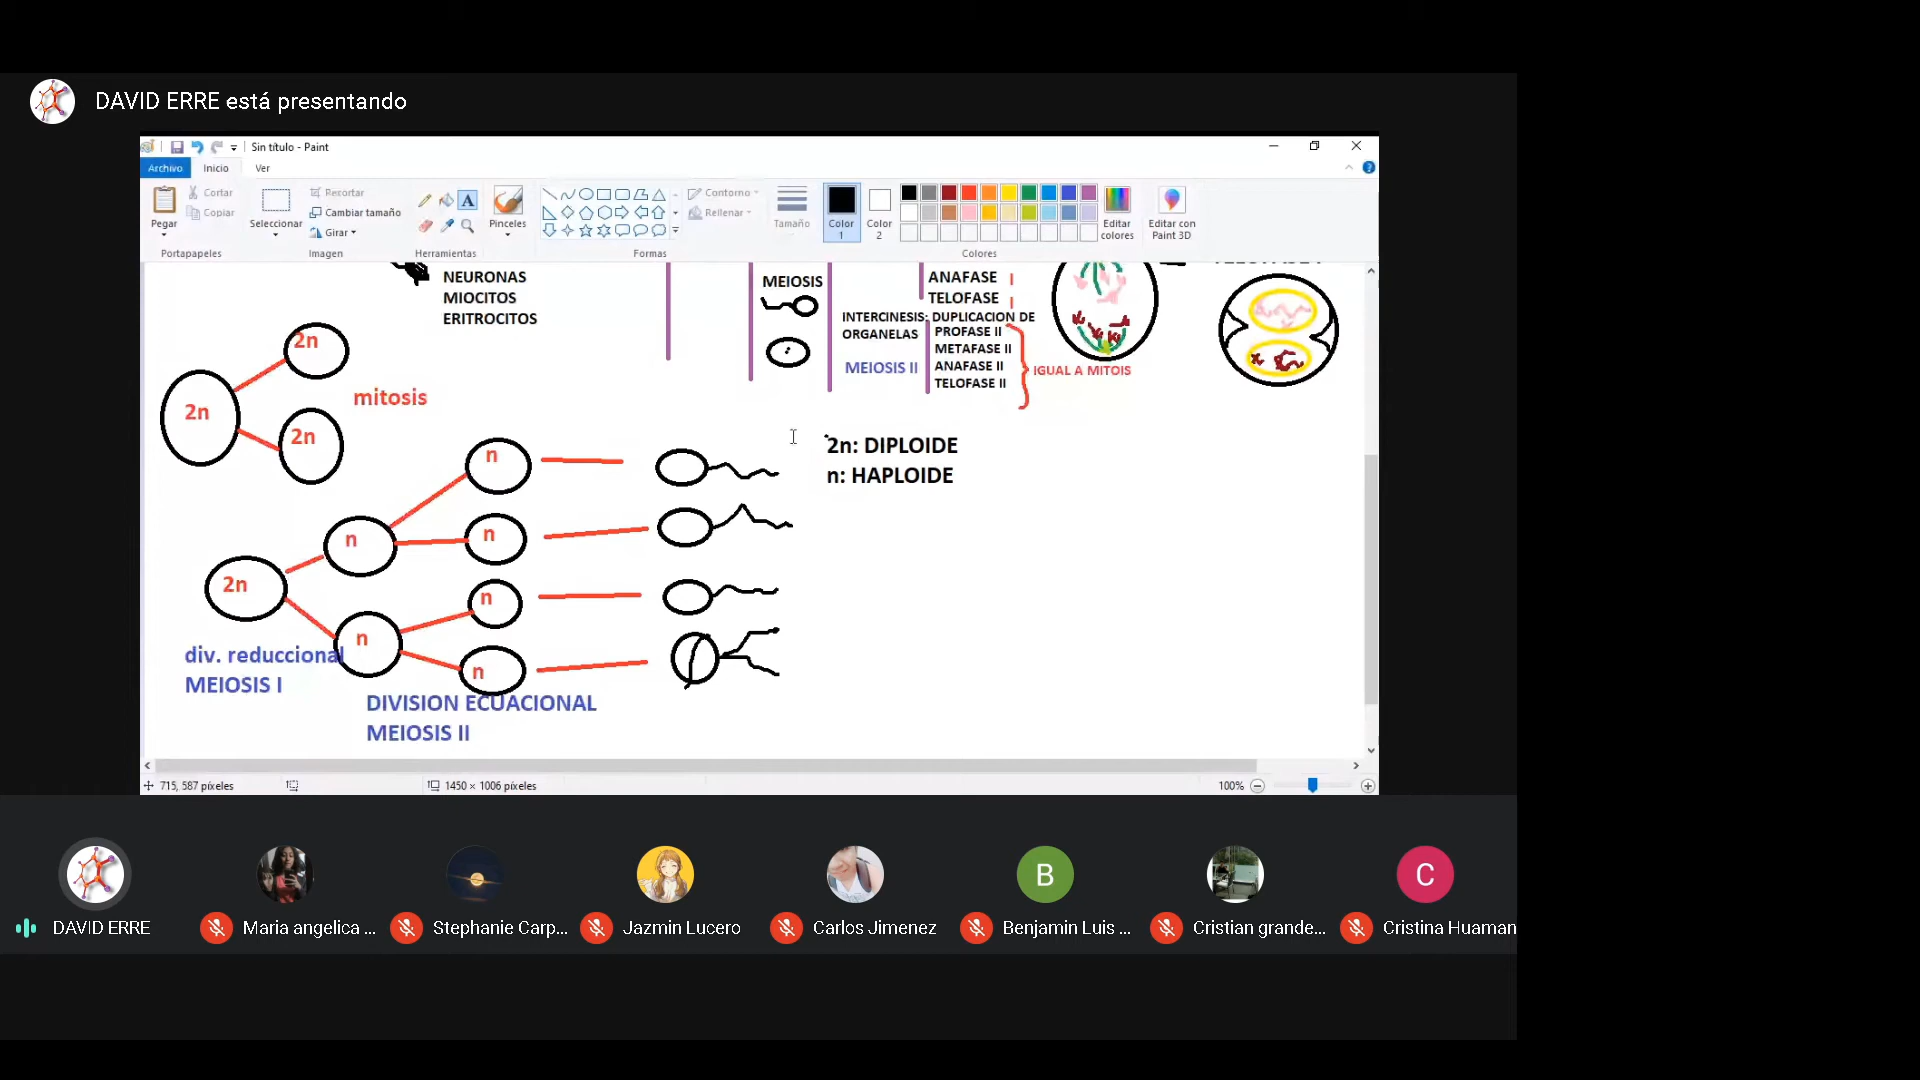 DAVID ERRE está presentando
Sin título - Paint
Archivo
Inicio
Ver
Pegar
Cortar
Copiar
Portapapeles
Seleccionar
Recortar
Cambiar tamaño
Girar
Imagen
A
Herramientas
Pinceles
Contorno
Rellenar
Formas
Tamaño
Color
1
Color
2
Editar
colores
Colores
Editar con
Paint 3D
NEURONAS
MIOCITOS
ERITROCITOS
MEIOSIS
ANAFASE I
TELOFASE I
INTERCINESIS: DUPLICACION DE
ORGANELAS
PROFASE II
METAFASE II
MEIOSIS II
ANAFASE II
TELOFASE II
IGUAL A MITOIS
2n
2n
2n
mitosis
2n: DIPLOIDE
n: HAPLOIDE
n
n
n
2n
n
n
n
div. reduccional
MEIOSIS I
DIVISION ECUACIONAL
MEIOSIS II
715, 587 píxeles
1450 × 1006 píxeles
100%
B
C
DAVID ERRE
Maria angelica ...
Stephanie Carp...
Jazmin Lucero
Carlos Jimenez
Benjamin Luis ...
Cristian grande...
Cristina Huaman